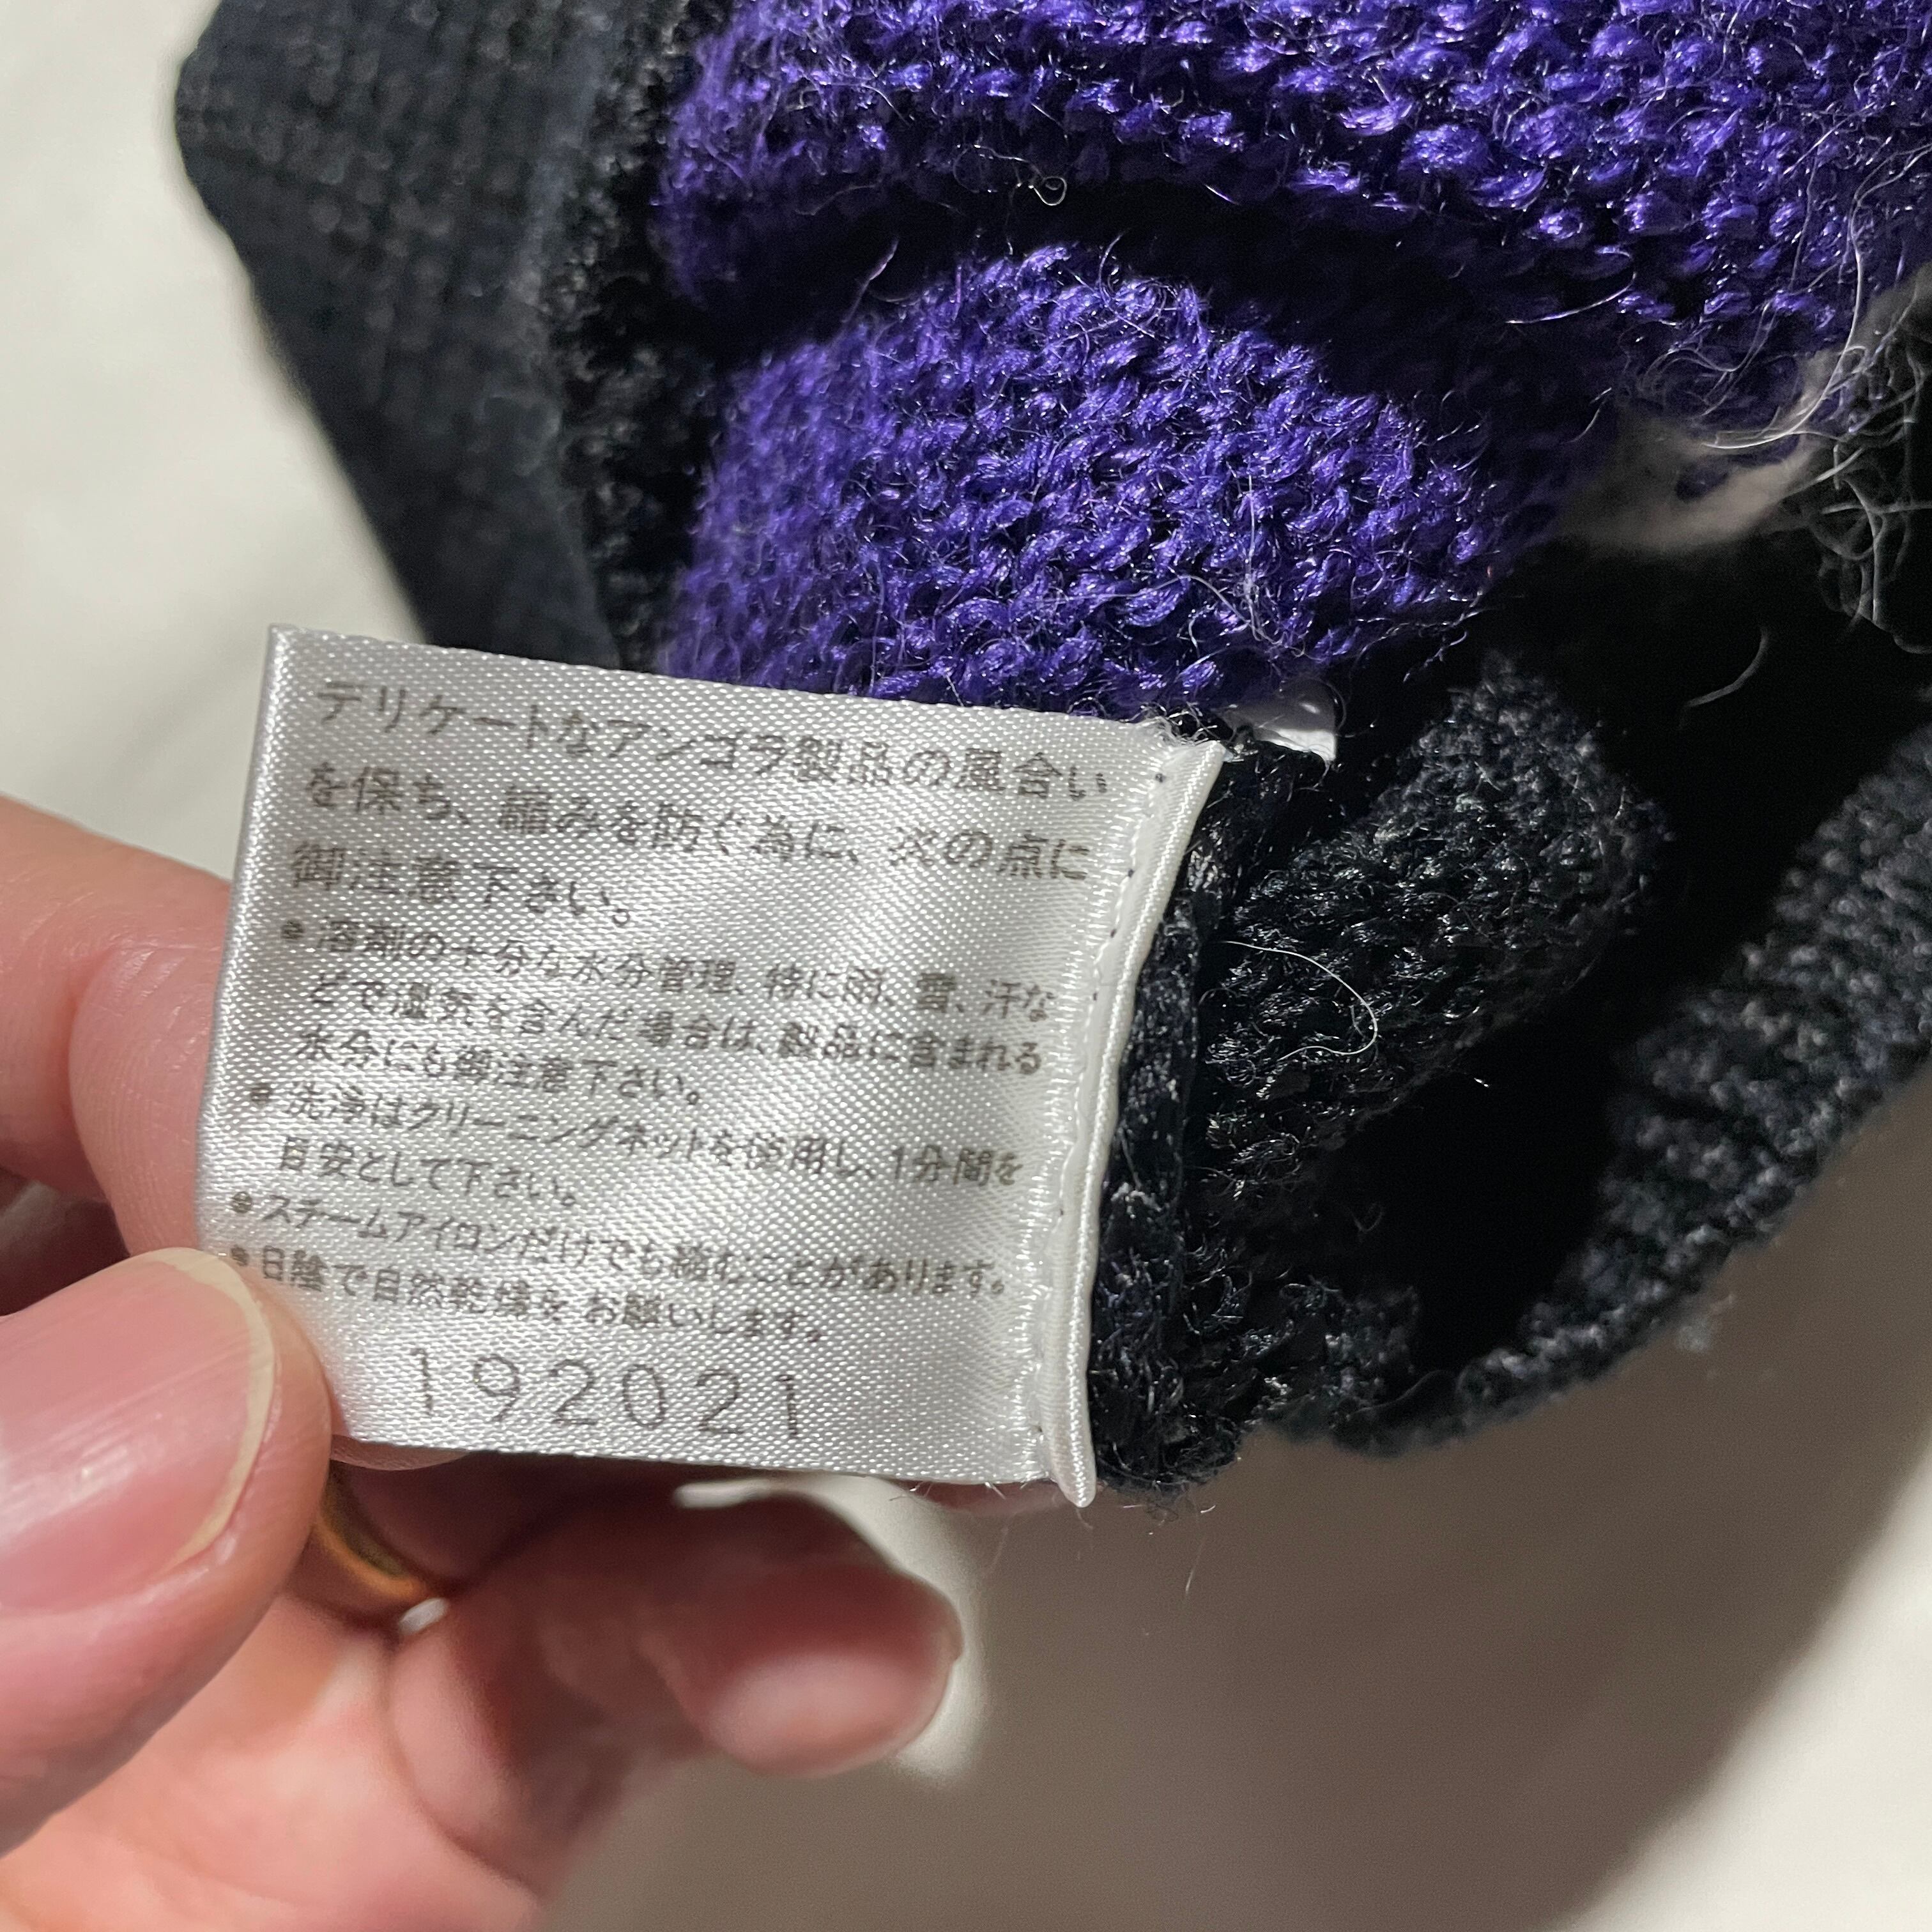 デリケートなアンゴラ製品の風合い
を保ち、縮みを防ぐ為に、次の点に
御注意下さい。
●溶剤の十分な水分管理、特に雨、雪、汗な
どで湿気を含んだ場合は、製品に含まれる
水分にも御注意下さい。
●洗浄はクリーニングネットを使用し、1分間を
目安として下さい。
●スチームアイロンだけでも縮むことがあります。
●日陰で自然乾燥をお願いします。
192021